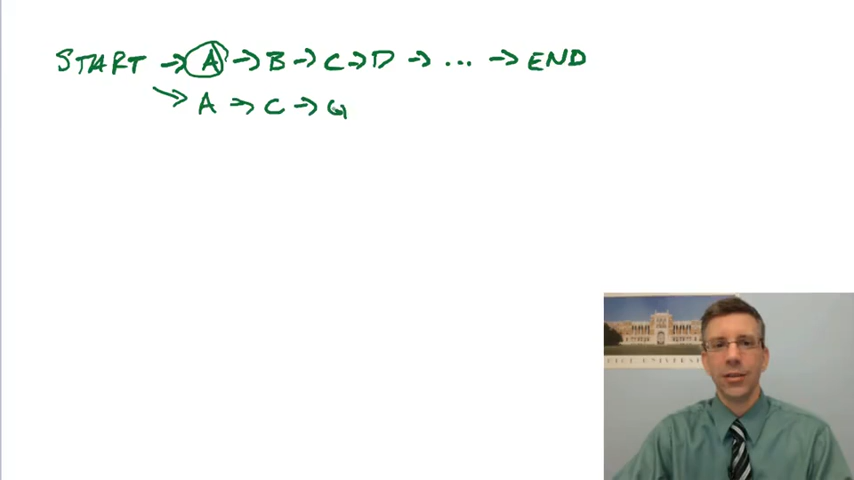 START → A → B → C → D → ... → END
→ A → C → G